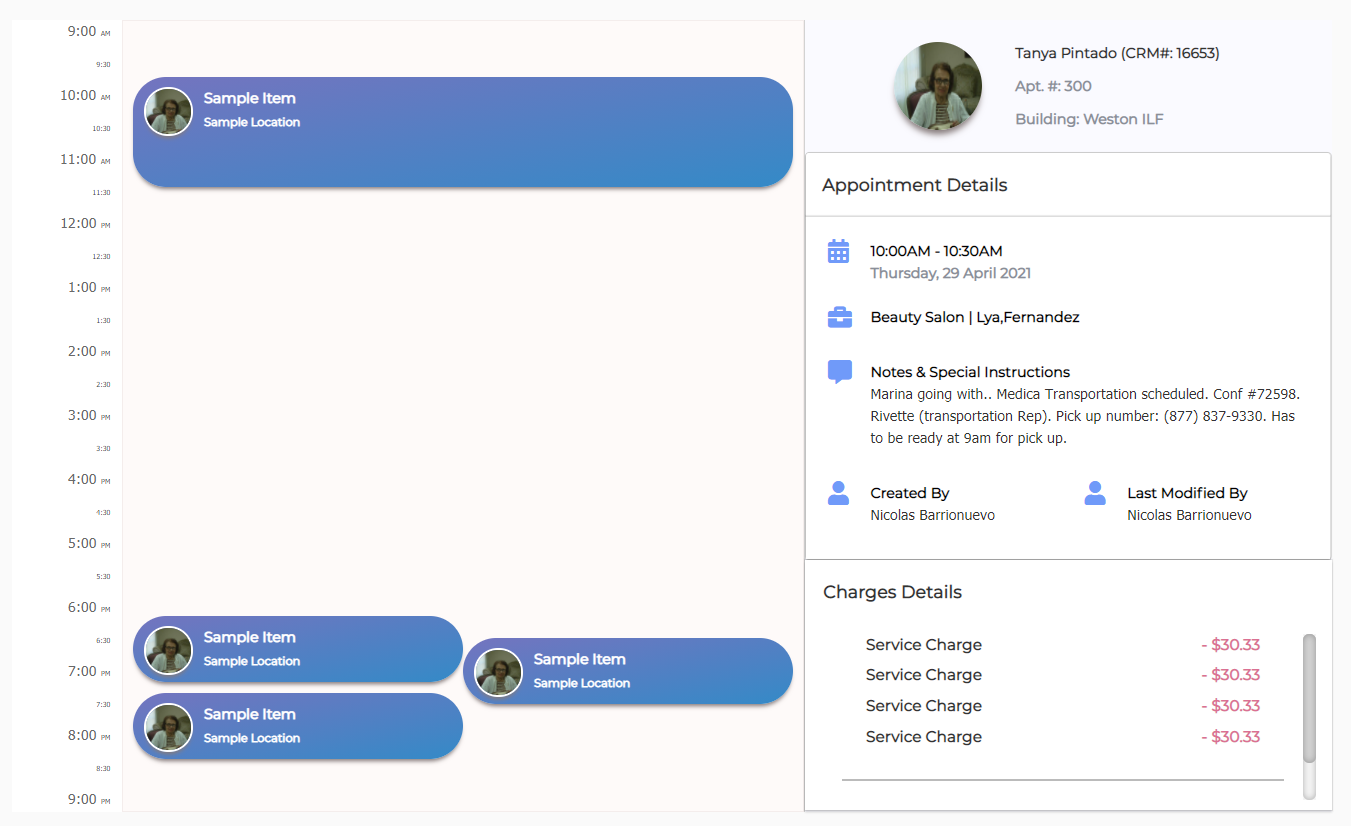 9:00 AM
9:30
10:00 AM
10:30
11:00 AM
11:30
12:00 PM
12:30
1:00 PM
1:30
2:00 PM
2:30
3:00 PM
3:30
4:00 PM
4:30
5:00 PM
5:30
6:00 PM
6:30
7:00 PM
7:30
8:00 PM
8:30
9:00 PM
Sample Item
Sample Location
Sample Item
Sample Location
Sample Item
Sample Location
Sample Item
Sample Location
Tanya Pintado (CRM#: 16653)
Apt. #: 300
Building: Weston ILF
Appointment Details
10:00AM - 10:30AM
Thursday, 29 April 2021
Beauty Salon | Lya,Fernandez
Notes & Special Instructions
Marina going with.. Medica Transportation scheduled. Conf #72598.
Rivette (transportation Rep). Pick up number: (877) 837-9330. Has
to be ready at 9am for pick up.
Created By
Nicolas Barrionuevo
Last Modified By
Nicolas Barrionuevo
Charges Details
Service Charge - $30.33
Service Charge - $30.33
Service Charge - $30.33
Service Charge - $30.33